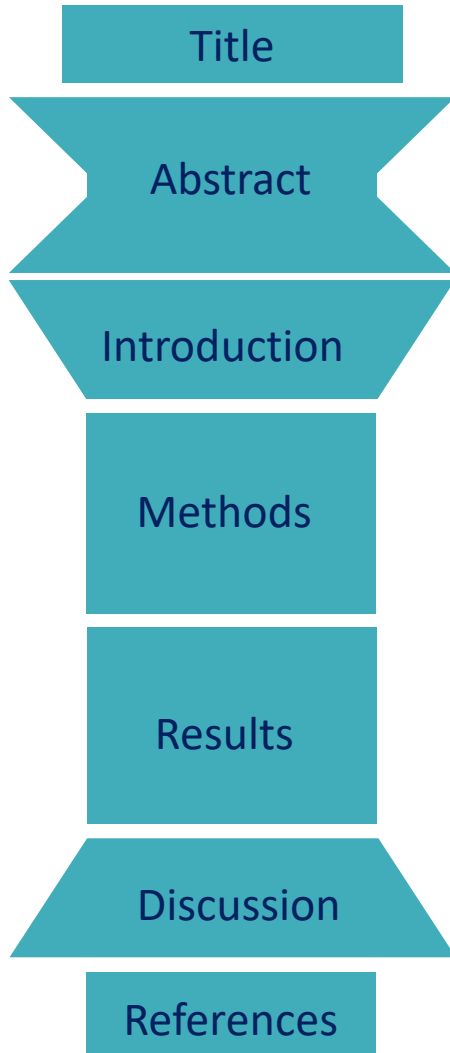 Title
Abstract
Introduction
Methods
Results
Discussion
References